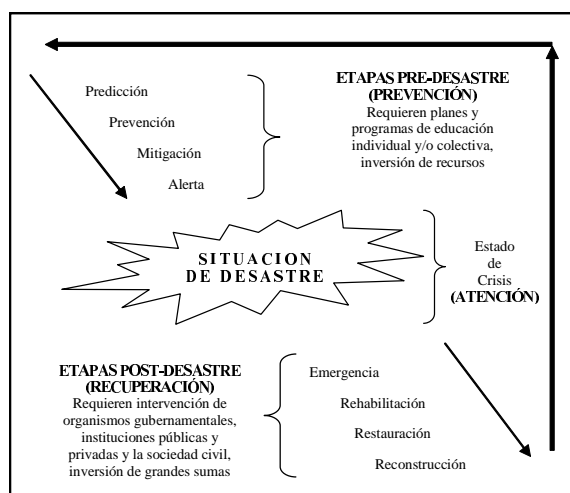 Predicción
Prevención
Mitigación
Alerta
ETAPAS PRE-DESASTRE
(PREVENCIÓN)
Requieren planes y
programas de educación
individual y/o colectiva,
inversión de recursos
SITUACION
DE DESASTRE
Estado
de
Crisis
(ATENCIÓN)
ETAPAS POST-DESASTRE
(RECUPERACIÓN)
Requieren intervención de
organismos gubernamentales,
instituciones públicas y
privadas y la sociedad civil,
inversión de grandes sumas
Emergencia
Rehabilitación
Restauración
Reconstrucción